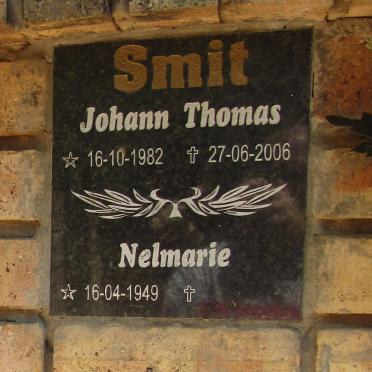 Smit
Johann Thomas
☆ 16-10-1982 ✝ 27-06-2006
Nelmarie
☆ 16-04-1949 ✝